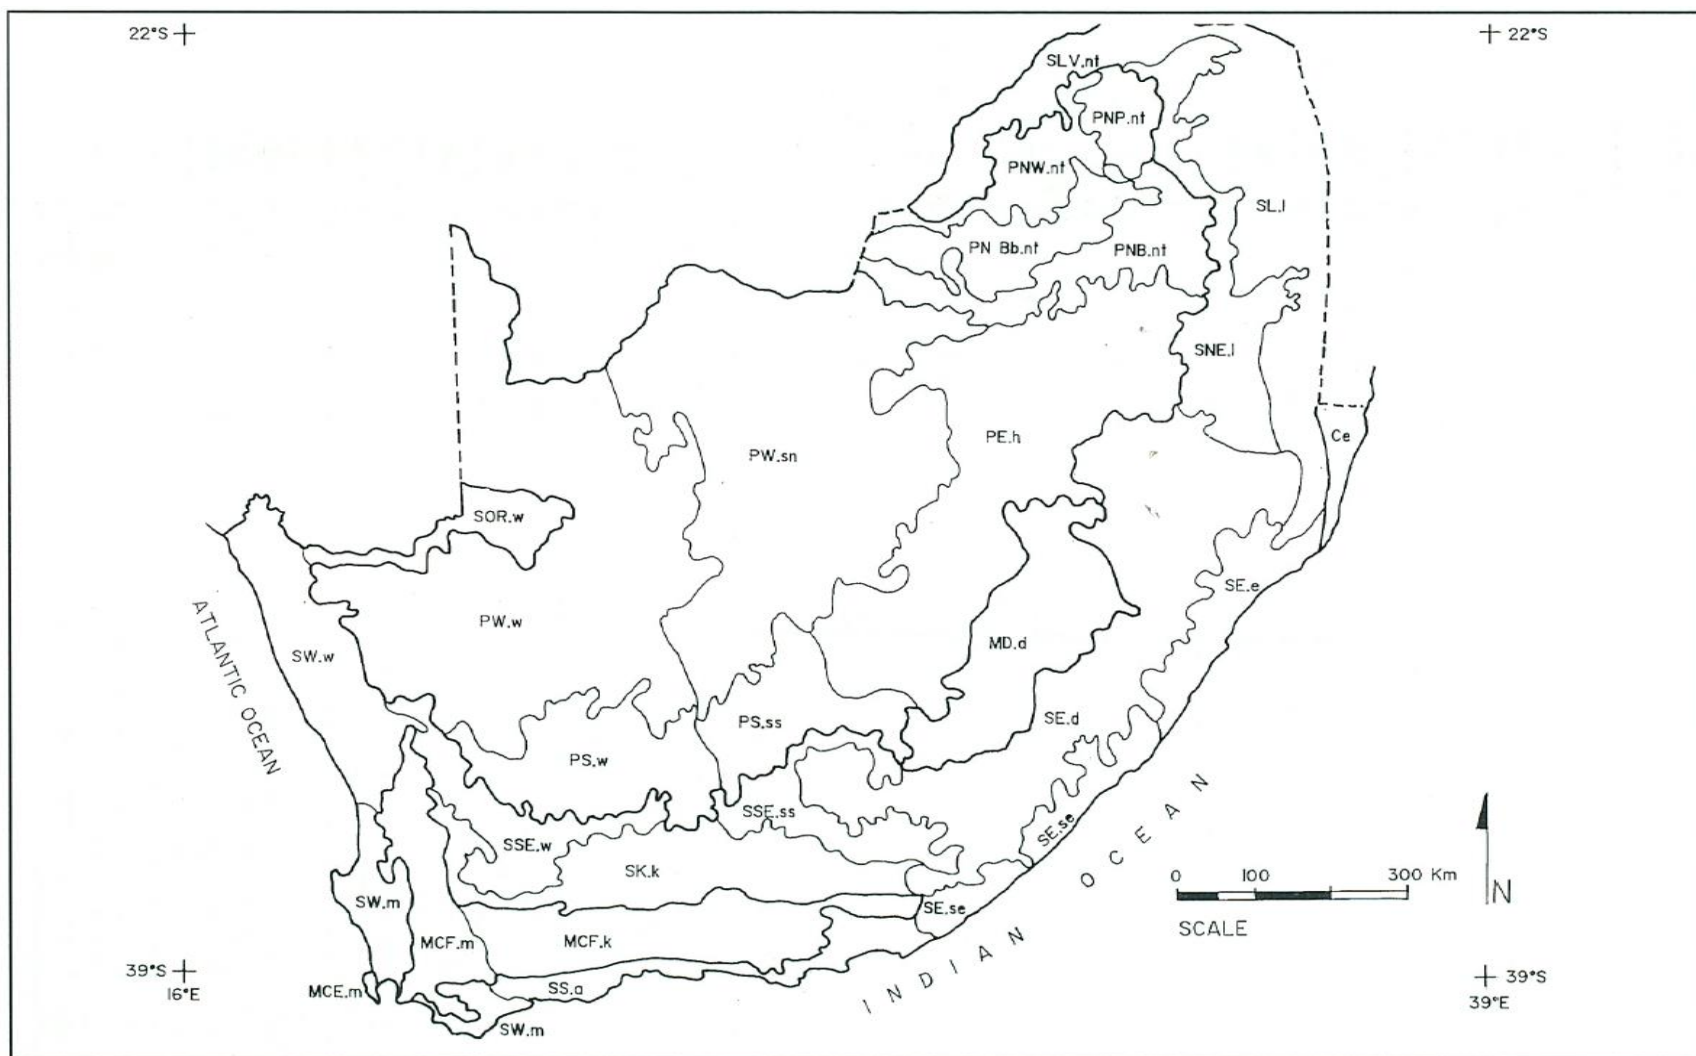 22°S
22°S
SLV.nt
PNP.nt
PNW.nt
SL.l
PN Bb.nt
PNB.nt
SNE.l
PE.h
Ce
PW.sn
SOR.w
SE.e
PW.w
MD.d
SW.w
ATLANTIC OCEAN
SE.d
PS.ss
PS.w
SSE.ss
SE.se
SSE.w
SK.k
0 100 300 Km
SCALE
N
SW.m
SE.se
MCF.m
MCF.k
INDIAN OCEAN
39°S
16°E
39°S
39°E
MCE.m
SS.a
SW.m